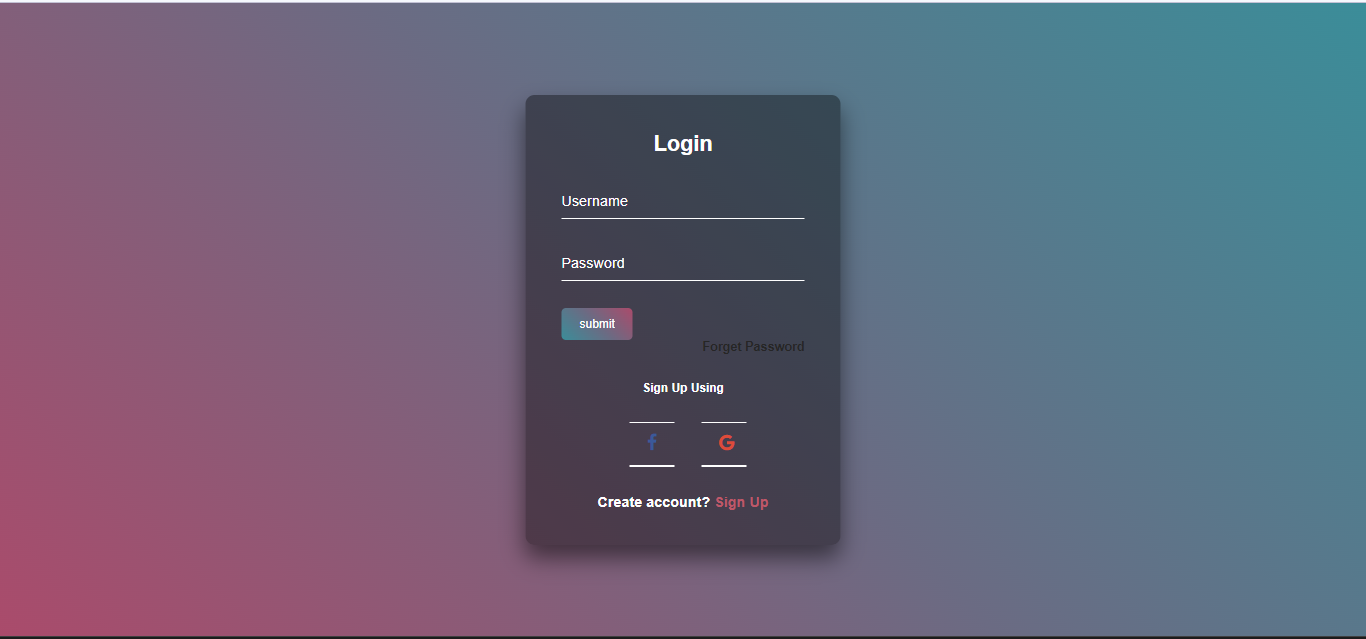 Login
Username
Password
submit
Forget Password
Sign Up Using
Create account? Sign Up